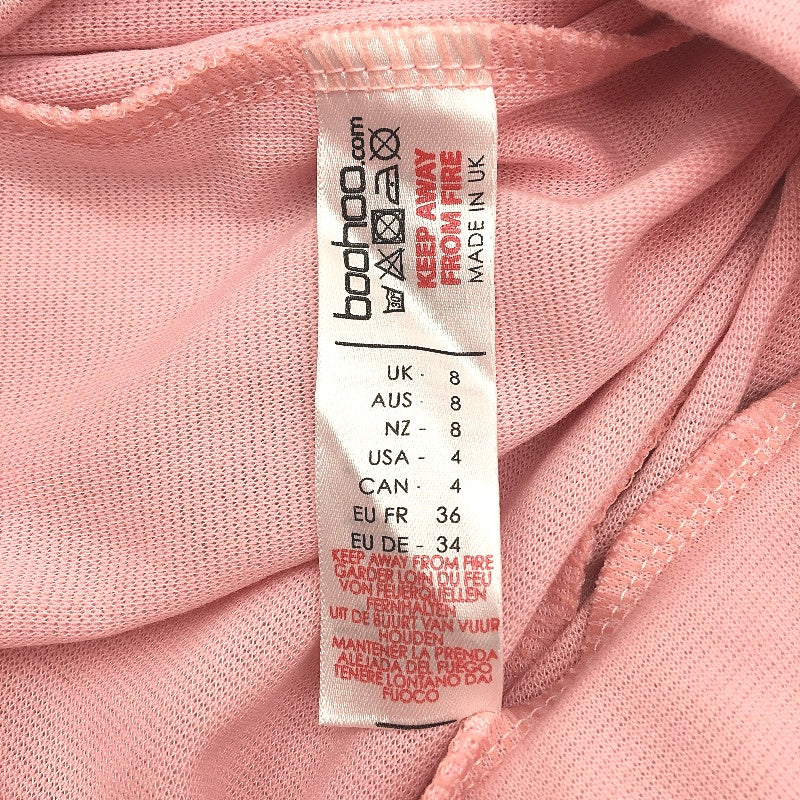 boohoo.com
30°
KEEP AWAY
FROM FIRE
MADE IN UK
UK - 8
AUS - 8
NZ - 8
USA - 4
CAN - 4
EU FR 36
EU DE - 34
KEEP AWAY FROM FIRE
GARDER LOIN DU FEU
VON FEUERQUELLEN
FERNHALTEN
UIT DE BUURT VAN VUUR
HOUDEN
MANTENER LA PRENDA
ALEJADA DEL FUEGO
TENERE LONTANO DAI
FUOCO